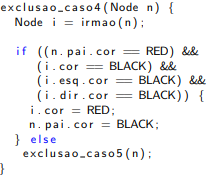 exclusao_caso4(Node n) {
Node i = irmao(n);
if ((n.pai.cor == RED) &&
(i.cor == BLACK) &&
(i.esq.cor == BLACK) &&
(i.dir.cor == BLACK)) {
i.cor = RED;
n.pai.cor = BLACK;
} else
exclusao_caso5(n);
}